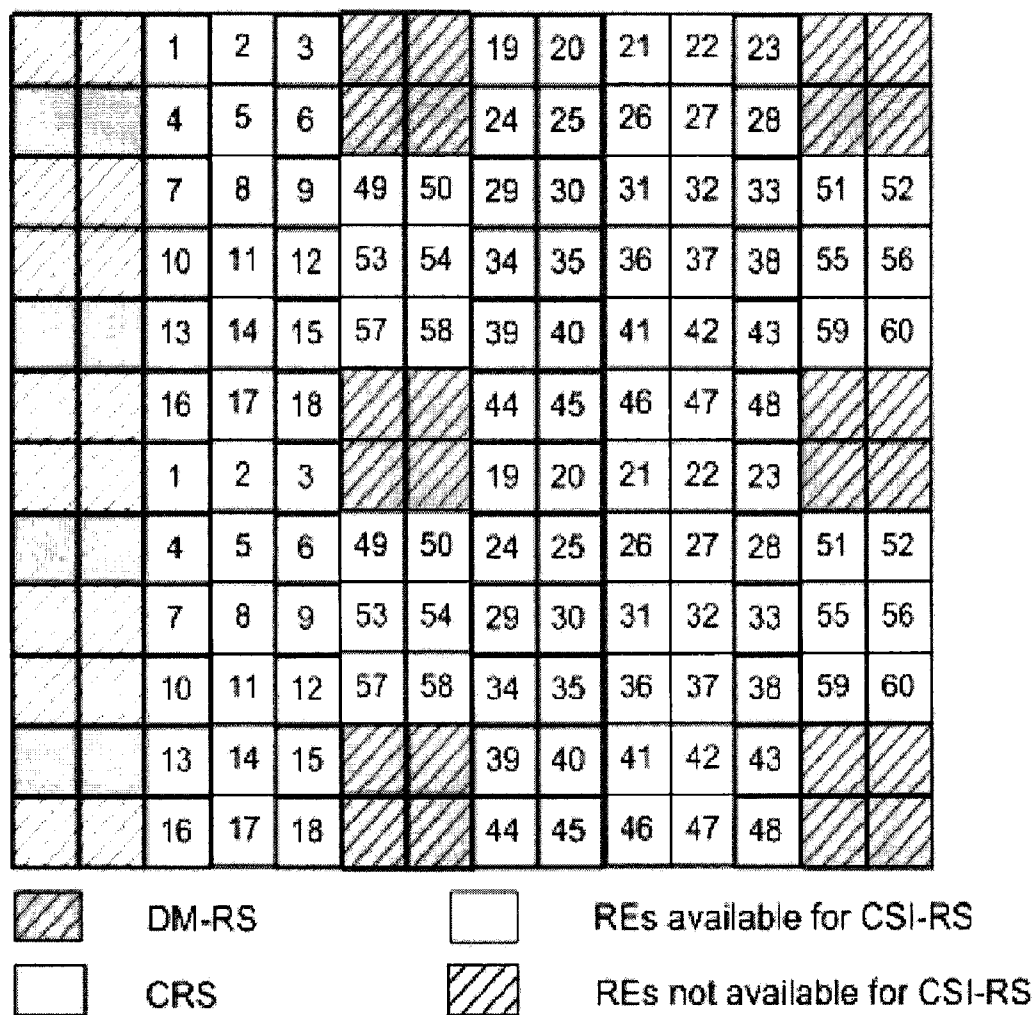 1 2 3 19 20 21 22 23
4 5 6 24 25 26 27 28
7 8 9 49 50 29 30 31 32 33 51 52
10 11 12 53 54 34 35 36 37 38 55 56
13 14 15 57 58 39 40 41 42 43 59 60
16 17 18 44 45 46 47 48
1 2 3 19 20 21 22 23
4 5 6 49 50 24 25 26 27 28 51 52
7 8 9 53 54 29 30 31 32 33 55 56
10 11 12 57 58 34 35 36 37 38 59 60
13 14 15 39 40 41 42 43
16 17 18 44 45 46 47 48
DM-RS REs available for CSI-RS
CRS REs not available for CSI-RS